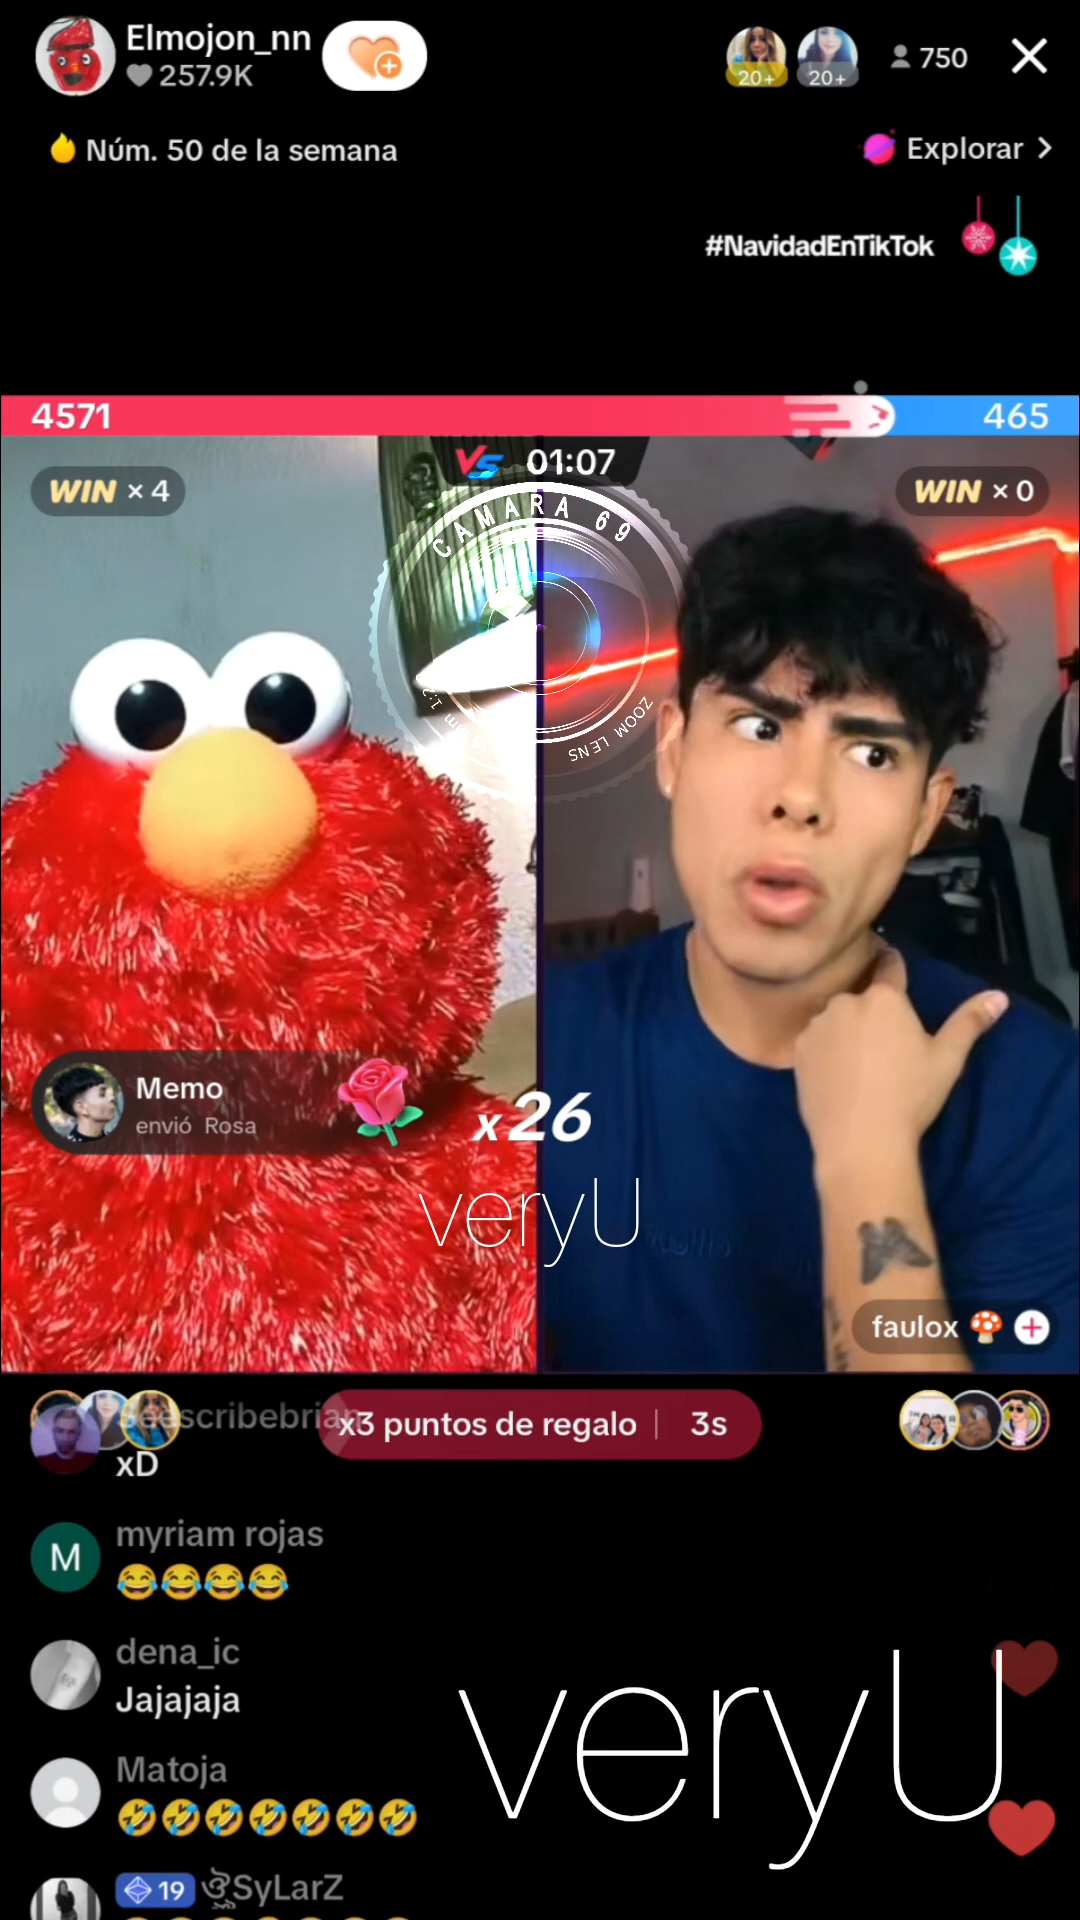 Elmojon_nn
257.9K
20+
20+
750
Núm. 50 de la semana
Explorar
#NavidadEnTikTok
4571
465
VS 01:07
WIN × 4
WIN × 0
CAMARA 69
ZOOM LENS
Memo
envió Rosa
x26
veryU
faulox
x3 puntos de regalo
3s
xD
M
myriam rojas
dena_ic
Jajajaja
veryU
Matoja
19
SyLarZ